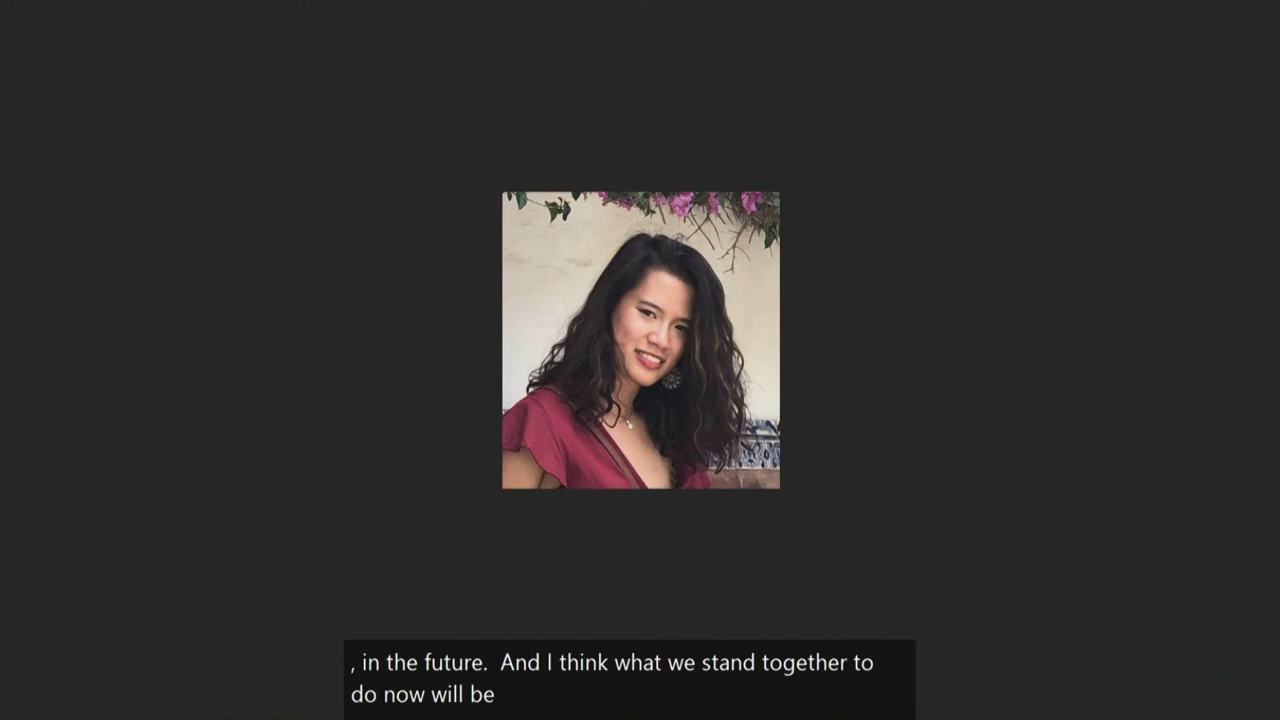 , in the future.  And I think what we stand together to
do now will be